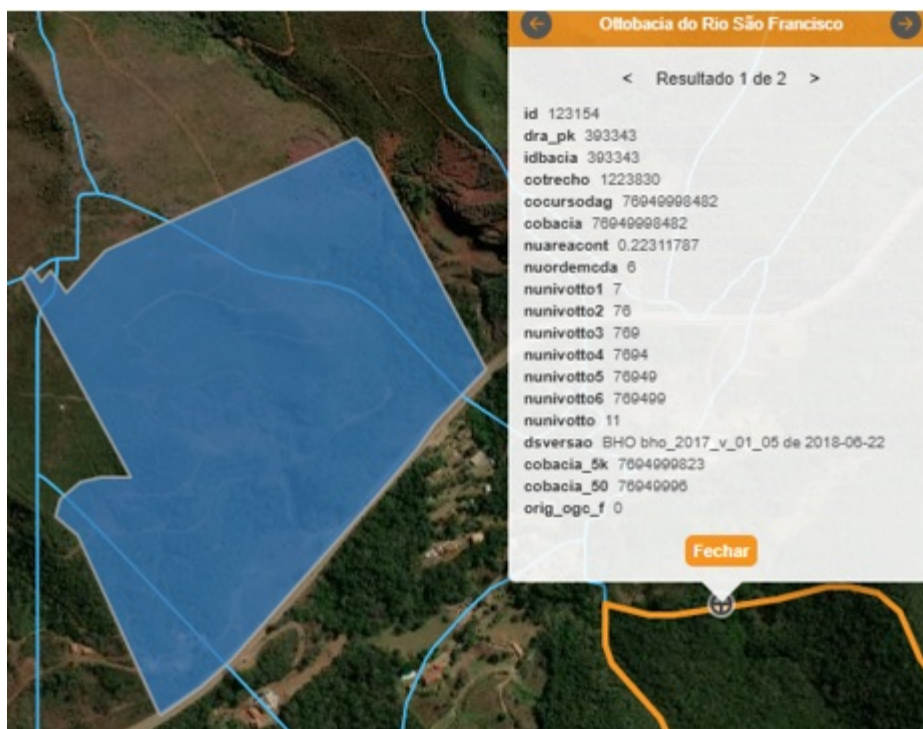 Ottobacia do Rio São Francisco
< Resultado 1 de 2 >
id 123154
dra_pk 393343
idbacia 393343
cotrecho 1223830
cocursodag 76949998482
cobacia 76949998482
nuareacont 0.22311787
nuordemcda 6
nunivotto1 7
nunivotto2 76
nunivotto3 769
nunivotto4 7694
nunivotto5 76949
nunivotto6 769499
nunivotto 11
dsversao BHO bho_2017_v_01_05 de 2018-06-22
cobacia_5k 7694999823
cobacia_50 76949996
orig_ogc_f 0
Fechar